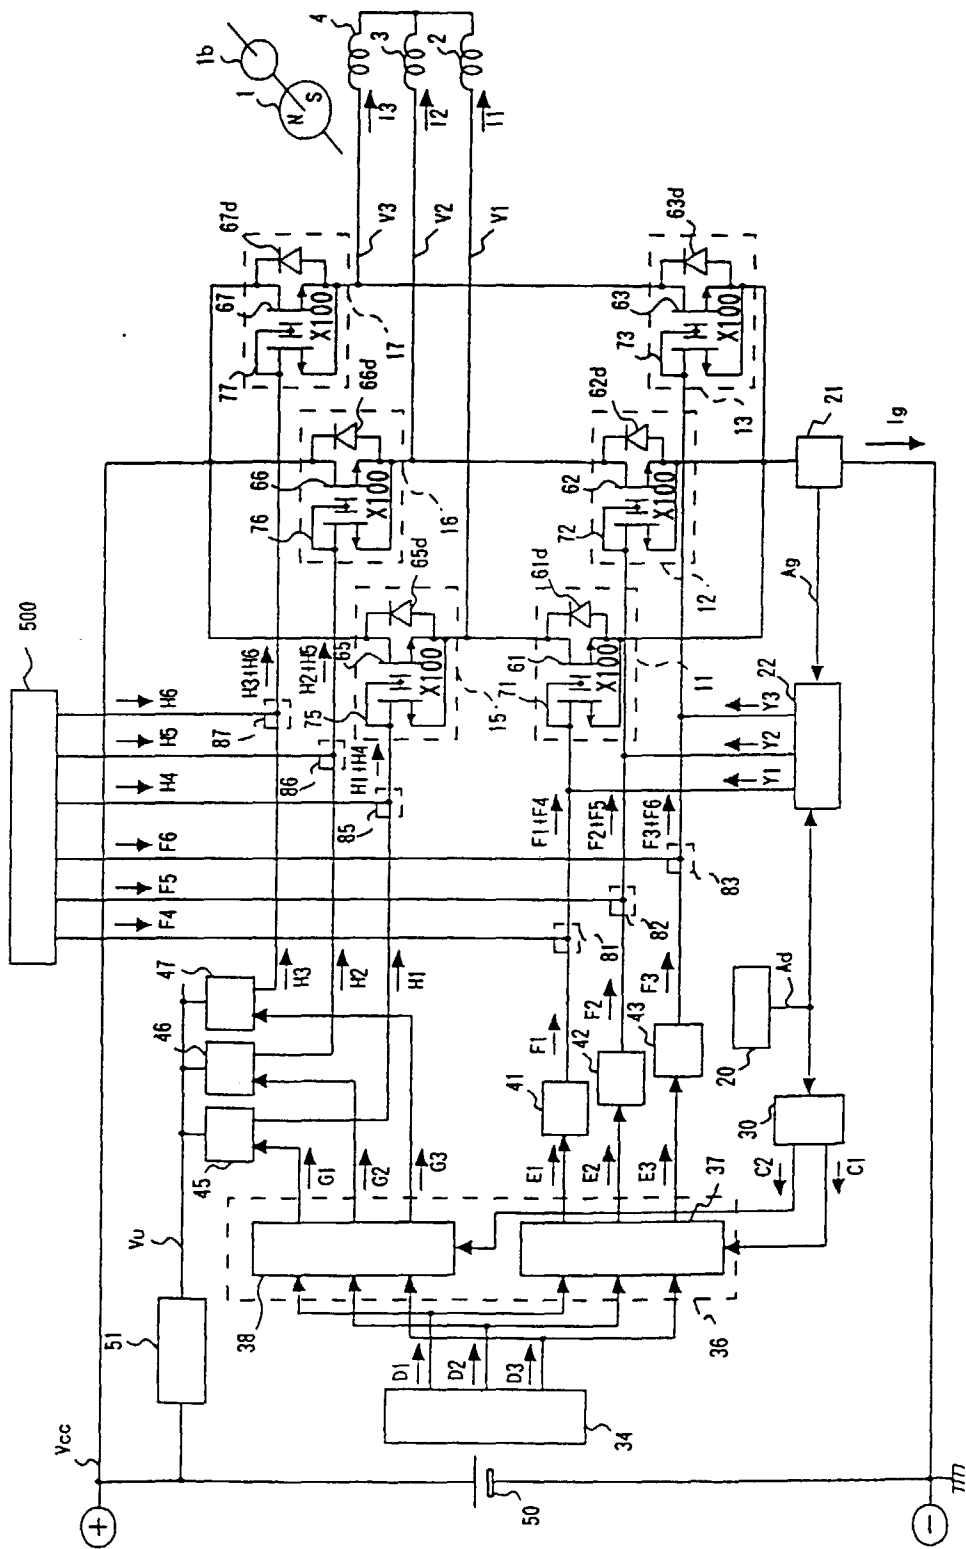 1b
1
N
S
4
3
2
I3
I2
I1
V3
V2
V1
67d
67
77
X100
17
66d
66
76
X100
16
65d
65
75
X100
15
63d
63
73
X100
13
62d
62
72
X100
12
61d
61
71
X100
11
21
Ig
Ag
22
Y3
Y2
Y1
500
H6
H5
H4
F6
F5
F4
H3+H6
H2+H5
H1+H4
87
86
85
F1+F4
F2+F5
F3+F6
83
82
81
47
46
45
H3
H2
H1
F1
F2
F3
41
42
43
20
Ad
30
C2
C1
G1
G2
G3
E1
E2
E3
37
38
36
Vu
51
D1
D2
D3
34
Vcc
50
+
−